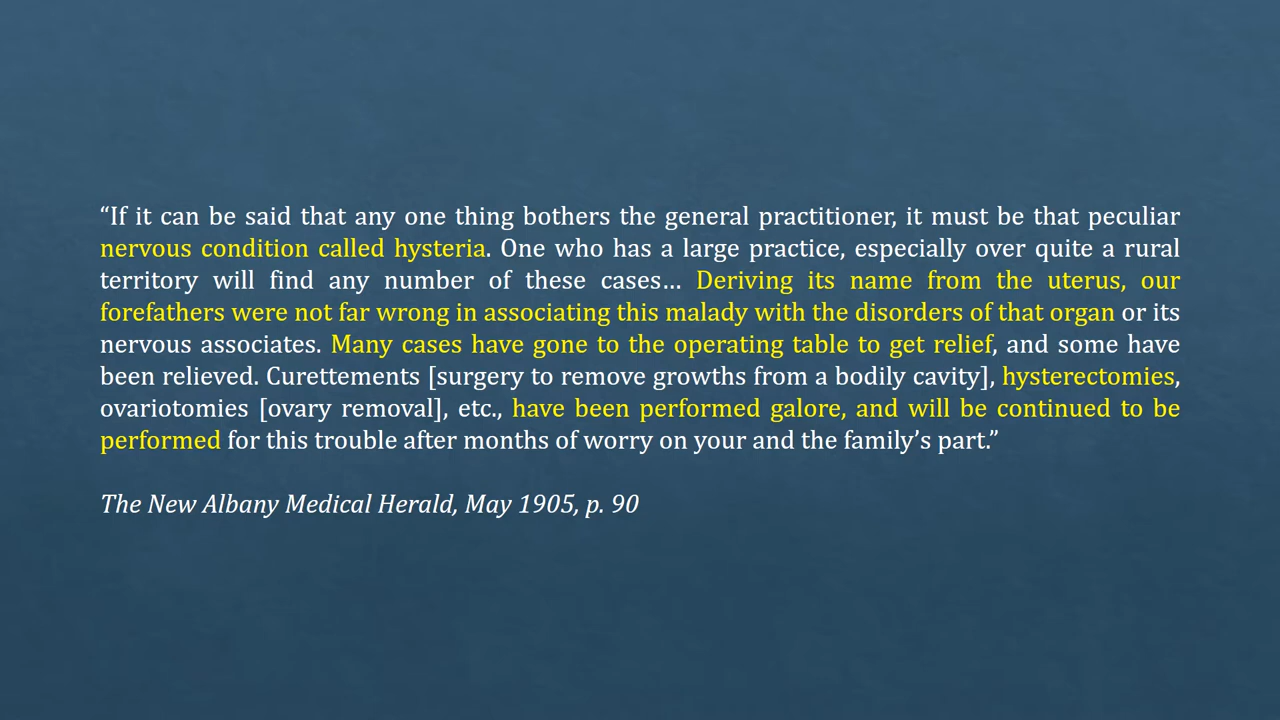 “If it can be said that any one thing bothers the general practitioner, it must be that peculiar
nervous condition called hysteria. One who has a large practice, especially over quite a rural
territory will find any number of these cases… Deriving its name from the uterus, our
forefathers were not far wrong in associating this malady with the disorders of that organ or its
nervous associates. Many cases have gone to the operating table to get relief, and some have
been relieved. Curettements [surgery to remove growths from a bodily cavity], hysterectomies,
ovariotomies [ovary removal], etc., have been performed galore, and will be continued to be
performed for this trouble after months of worry on your and the family’s part.”
The New Albany Medical Herald, May 1905, p. 90